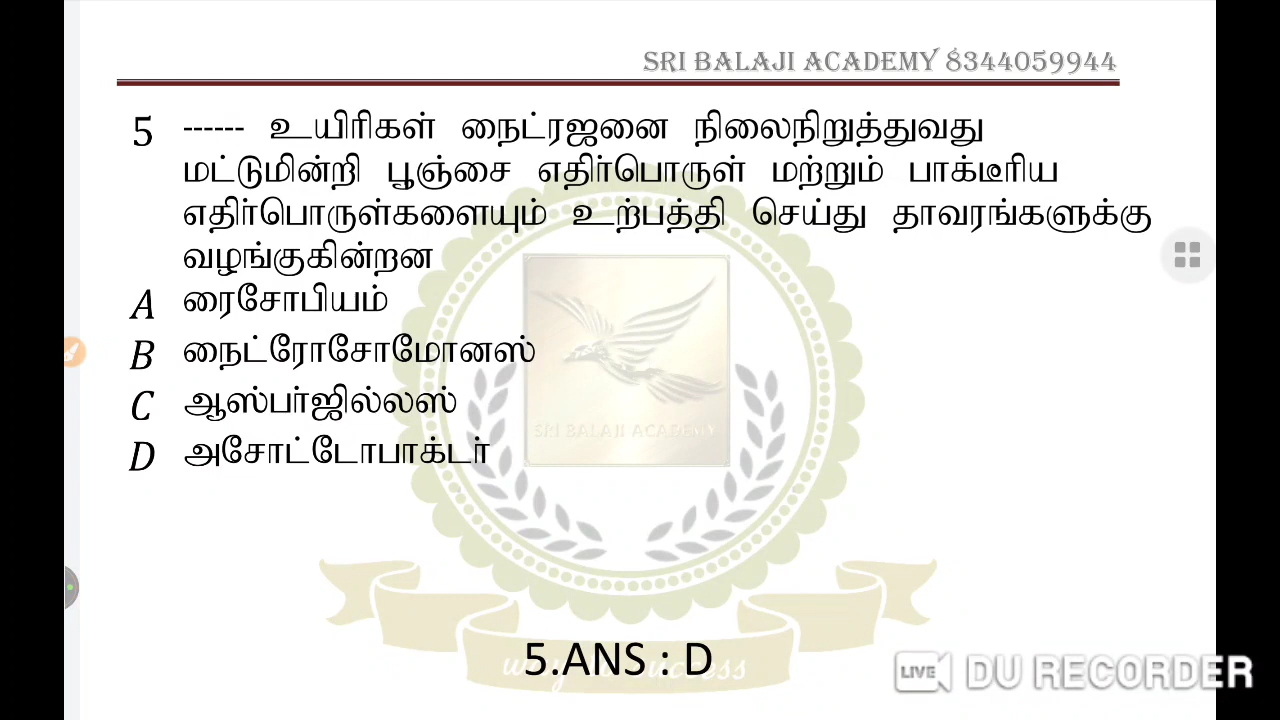 SRI BALAJI ACADEMY 8344059944
5 ------ உயிரிகள் நைட்ரஜனை நிலைநிறுத்துவது
மட்டுமின்றி பூஞ்சை எதிர்பொருள் மற்றும் பாக்டீரிய
எதிர்பொருள்களையும் உற்பத்தி செய்து தாவரங்களுக்கு
வழங்குகின்றன
A ரைசோபியம்
B நைட்ரோசோமோனஸ்
C ஆஸ்பர்ஜில்லஸ்
SRI BALAJI ACADEMY
D அசோட்டோபாக்டர்
5.ANS : D
LIVE DU RECORDER